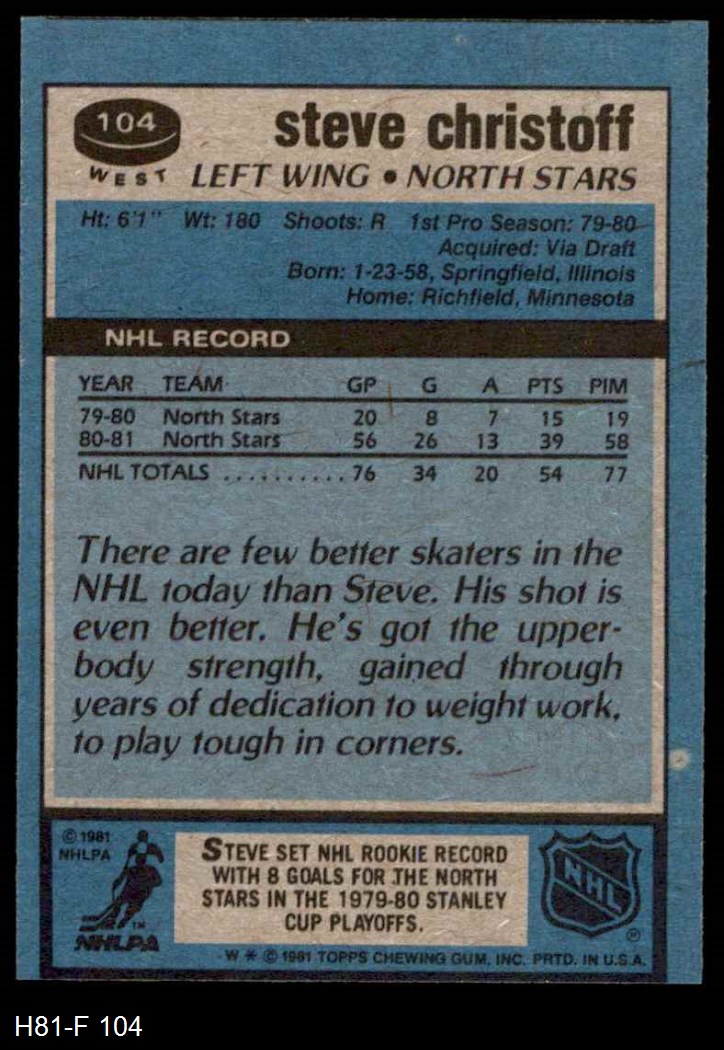 104
WEST
steve christoff
LEFT WING • NORTH STARS
Ht: 6'1" Wt: 180 Shoots: R 1st Pro Season: 79-80
Acquired: Via Draft
Born: 1-23-58, Springfield, Illinois
Home: Richfield, Minnesota
NHL RECORD
YEAR TEAM GP G A PTS PIM
79-80 North Stars 20 8 7 15 19
80-81 North Stars 56 26 13 39 58
NHL TOTALS ..........76 34 20 54 77
There are few better skaters in the
NHL today than Steve. His shot is
even better. He's got the upper-
body strength, gained through
years of dedication to weight work,
to play tough in corners.
© 1981
NHLPA
TM
NHLPA
STEVE SET NHL ROOKIE RECORD
WITH 8 GOALS FOR THE NORTH
STARS IN THE 1979-80 STANLEY
CUP PLAYOFFS.
NHL
W * © 1981 TOPPS CHEWING GUM, INC. PRTD. IN U.S.A.
H81-F 104